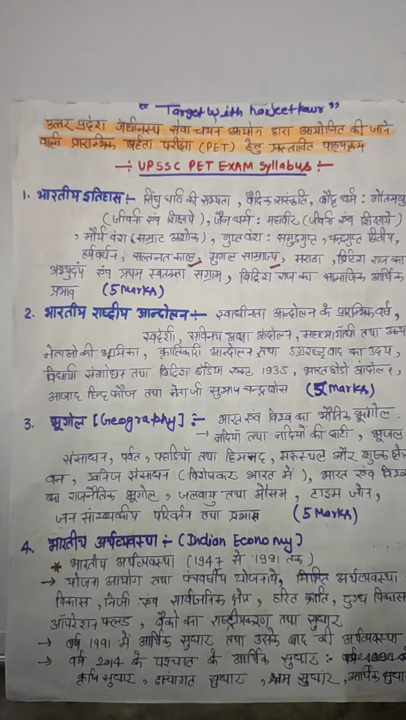 "Target with harjeet kaur"
उत्तर प्रदेश अधीनस्थ सेवा चयन आयोग द्वारा आयोजित की जाने
वाली प्रारम्भिक अर्हता परीक्षा (PET) हेतु प्रस्तावित पाठ्यक्रम
-: UPSSC PET EXAM Syllabus :-
1. भारतीय इतिहास :- सिंधु घाटी की सभ्यता, वैदिक संस्कृति, बौद्ध धर्म : गौतम
(जीवनी एवं शिक्षायें), जैन धर्म : महावीर (जीवनी एवं शिक्षायें)
, मौर्य वंश (सम्राट अशोक), गुप्त वंश : समुद्रगुप्त, चन्द्रगुप्त द्वितीय,
हर्षवर्धन, सल्तनत काल, मुगल साम्राज्य, मराठा, ब्रिटिश राज का
अभ्युदय एवं प्रथम स्वतंत्रता संग्राम, ब्रिटिश राज का सामाजिक आर्थिक
प्रभाव (5 Marks)
2. भारतीय राष्ट्रीय आन्दोलन :- स्वाधीनता आन्दोलन के प्रारम्भिक वर्ष,
स्वदेशी, सविनय अवज्ञा आंदोलन, महात्मा गाँधी तथा अन्य
नेताओ की भूमिका, क्रांतिकारी आन्दोलन तथा उग्रराष्ट्रवाद का उदय,
विधायी संशोधन तथा ब्रिटिश इंडिया एक्ट 1935, भारत छोडो आंदोलन,
आजाद हिन्द फौज तथा नेताजी सुभाष चन्द्र बोस (5 Marks)
3. भूगोल [Geography] :- भारत एवं विश्व का भौतिक भूगोल
→ नदियों तथा नदियों की घाटी, भूजल
संसाधन, पर्वत, पहाडियाँ तथा हिमनद, मरुस्थल और शुष्क
वन, खनिज संसाधन (विशेषकर भारत में), भारत एवं
का राजनैतिक भूगोल, जलवायु तथा मौसम, टाइम जोन,
जन सांख्यकीय परिवर्तन तथा प्रभाव (5 Marks)
4. भारतीय अर्थव्यवस्था :- (Indian Economy)
* भारतीय अर्थव्यवस्था (1947 से 1991 तक)
→ योजना आयोग तथा पंचवर्षीय योजनाये, मिश्रित अर्थव्यवस्था
विकास, निजी एवं सार्वजनिक क्षेत्र, हरित क्रांति, दुग्ध विकास
ऑपरेशन फ्लड, बैंकों का राष्ट्रीयकरण तथा सुधार
→ वर्ष 1991 में आर्थिक सुधार तथा उसके बाद की अर्थव्यवस्था
→ वर्ष 2014 के पश्चात के आर्थिक सुधार :-
कृषि सुधार, ढांचागत सुधार, श्रम सुधार, आर्थिक